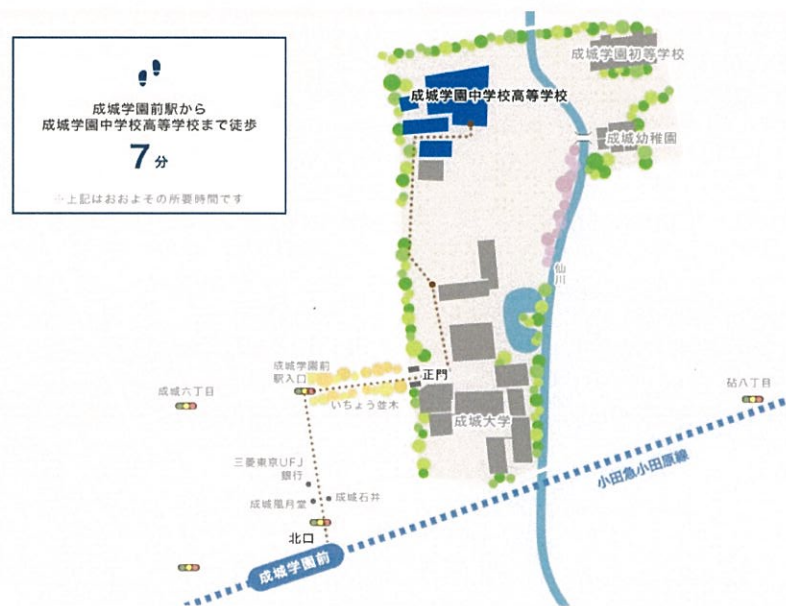 成城学園前駅から
成城学園中学校高等学校まで徒歩
7分
※上記はおおよその所要時間です
成城学園初等学校
成城学園中学校高等学校
成城幼稚園
仙川
成城学園前
駅入口
正門
いちょう並木
成城六丁目
砧八丁目
成城大学
三菱東京UFJ
銀行
成城石井
成城風月堂
小田急小田原線
北口
成城学園前